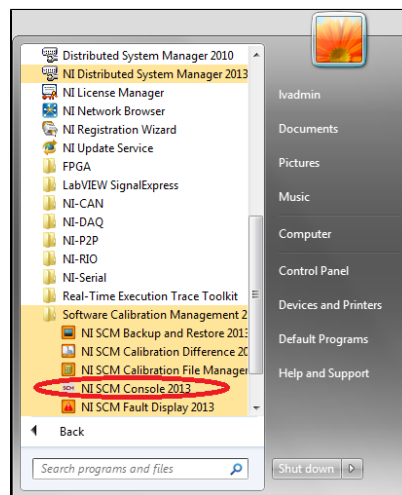 Distributed System Manager 2010
NI Distributed System Manager 2013
NI License Manager
NI Network Browser
NI Registration Wizard
NI Update Service
FPGA
LabVIEW SignalExpress
NI-CAN
NI-DAQ
NI-P2P
NI-RIO
NI-Serial
Real-Time Execution Trace Toolkit
Software Calibration Management 2
NI SCM Backup and Restore 201
NI SCM Calibration Difference 20
NI SCM Calibration File Manager
SCM NI SCM Console 2013
NI SCM Fault Display 2013
Back
Search programs and files
lvadmin
Documents
Pictures
Music
Computer
Control Panel
Devices and Printers
Default Programs
Help and Support
Shut down